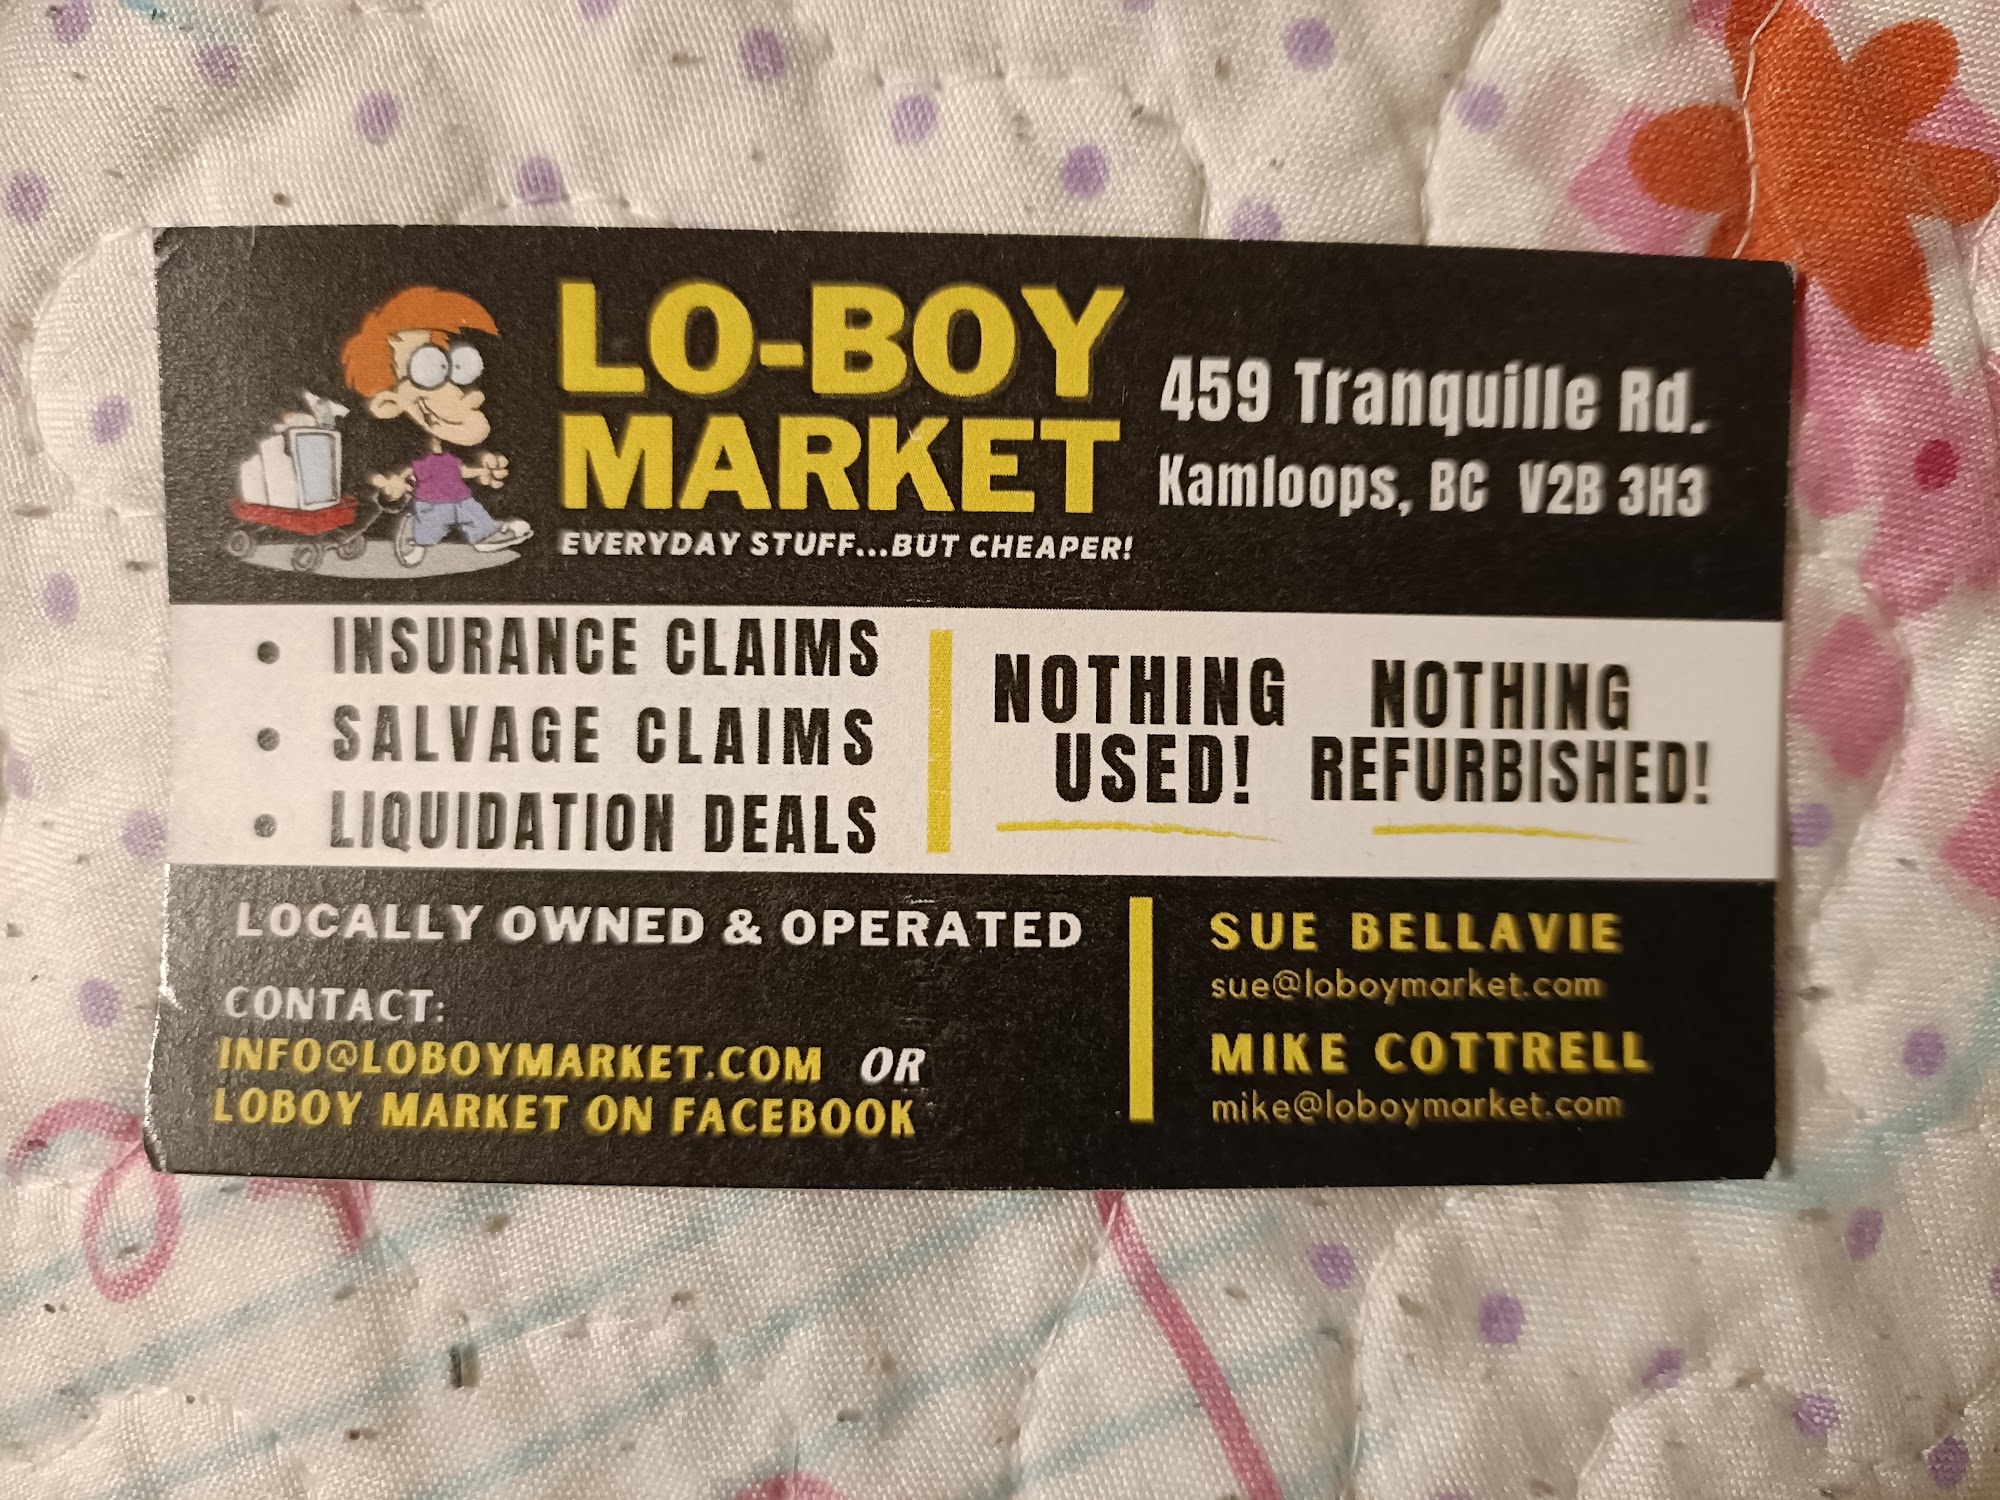 LO-BOY
MARKET
EVERYDAY STUFF...BUT CHEAPER!
459 Tranquille Rd.
Kamloops, BC V2B 3H3
• INSURANCE CLAIMS
• SALVAGE CLAIMS
• LIQUIDATION DEALS
NOTHING
USED!
NOTHING
REFURBISHED!
LOCALLY OWNED & OPERATED
CONTACT:
INFO@LOBOYMARKET.COM OR
LOBOY MARKET ON FACEBOOK
SUE BELLAVIE
sue@loboymarket.com
MIKE COTTRELL
mike@loboymarket.com